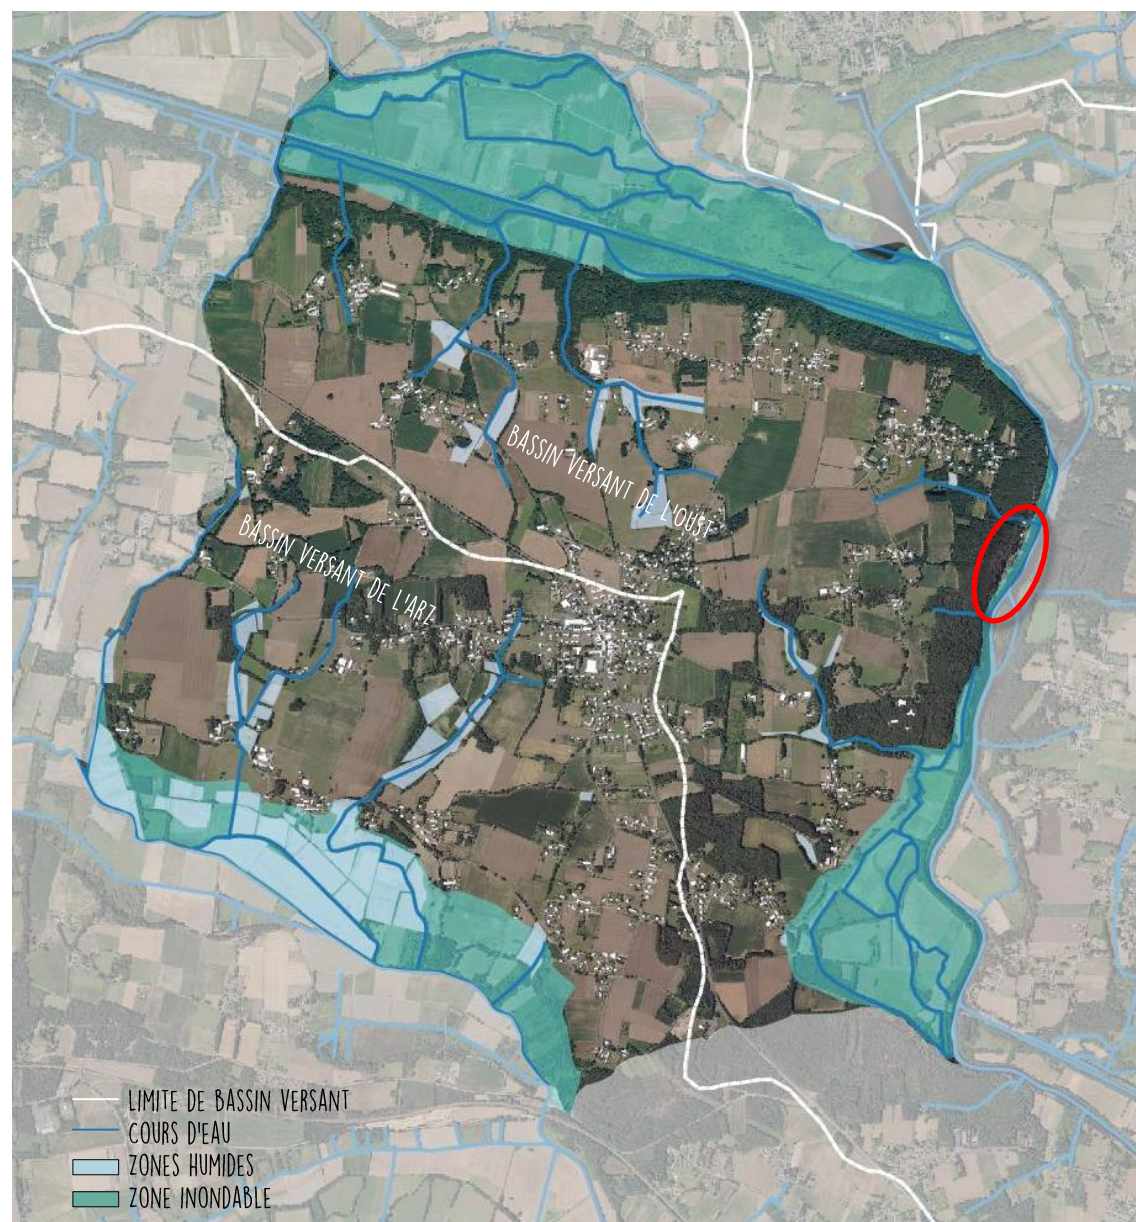 BASSIN VERSANT DE L'OUST
BASSIN VERSANT DE L'ARZ
LIMITE DE BASSIN VERSANT
COURS D'EAU
ZONES HUMIDES
ZONE INONDABLE